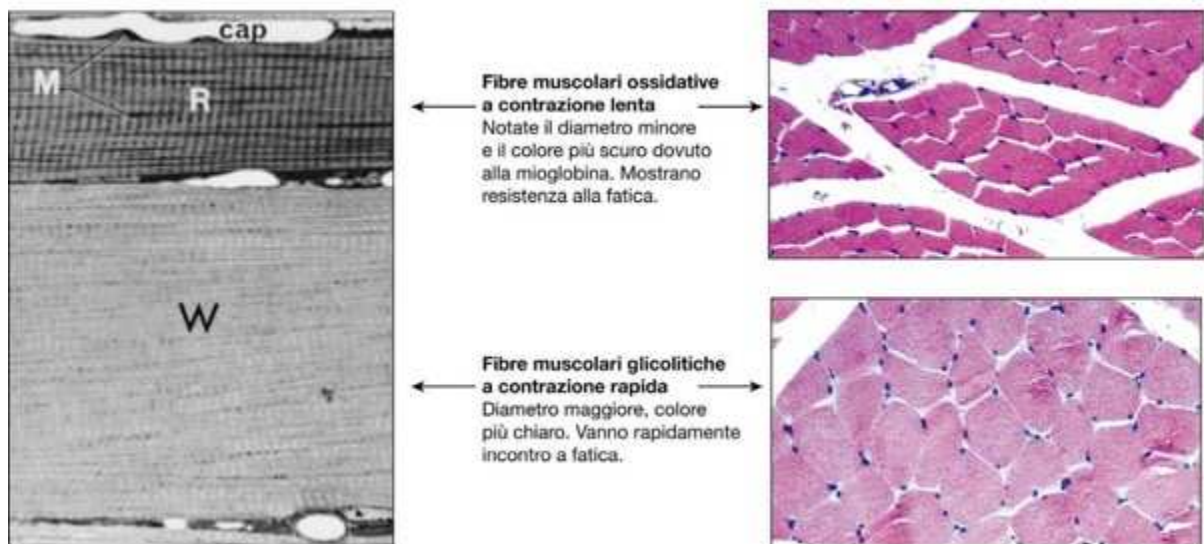 cap
M
R
W
Fibre muscolari ossidative
a contrazione lenta
Notate il diametro minore
e il colore più scuro dovuto
alla mioglobina. Mostrano
resistenza alla fatica.
Fibre muscolari glicolitiche
a contrazione rapida
Diametro maggiore, colore
più chiaro. Vanno rapidamente
incontro a fatica.